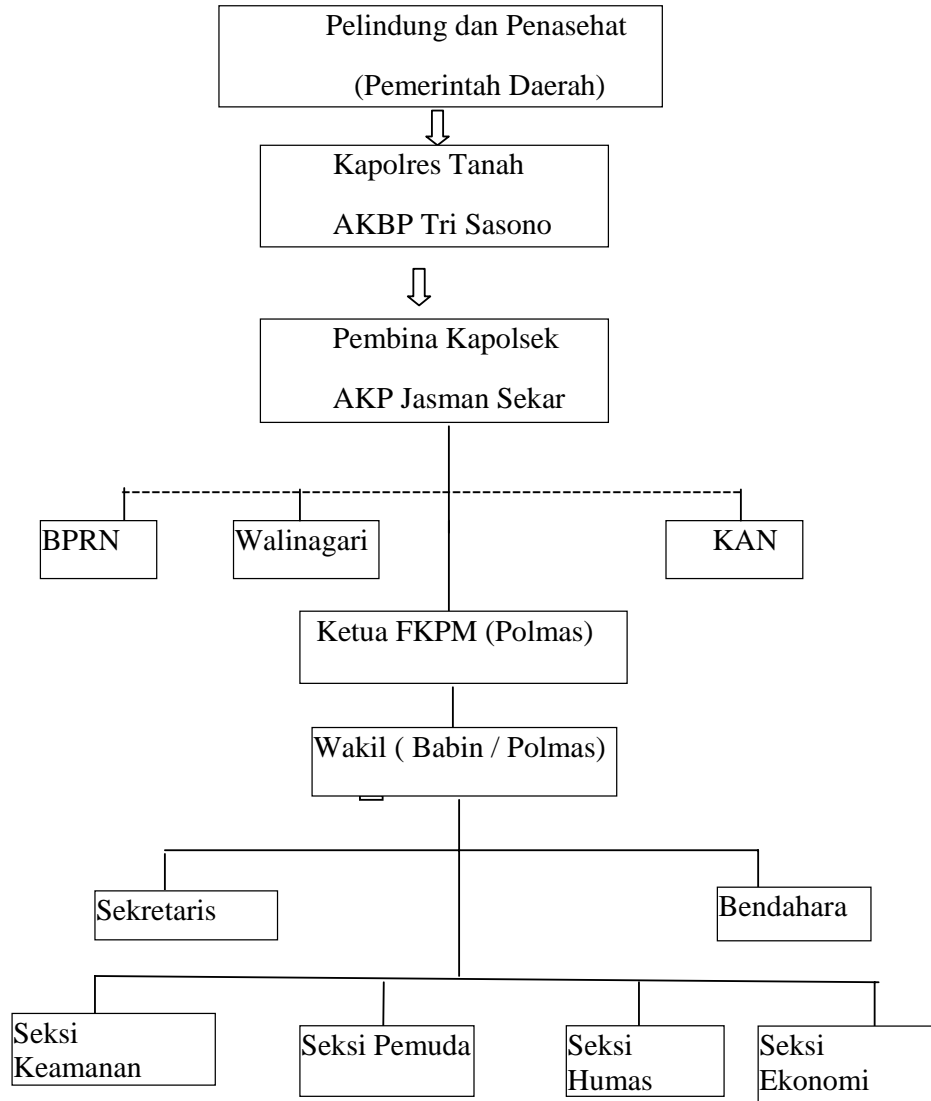 Pelindung dan Penasehat
(Pemerintah Daerah)
Kapolres Tanah
AKBP Tri Sasono
Pembina Kapolsek
AKP Jasman Sekar
BPRN
Walinagari
KAN
Ketua FKPM (Polmas)
Wakil ( Babin / Polmas)
Sekretaris
Bendahara
Seksi
Keamanan
Seksi Pemuda
Seksi
Humas
Seksi
Ekonomi